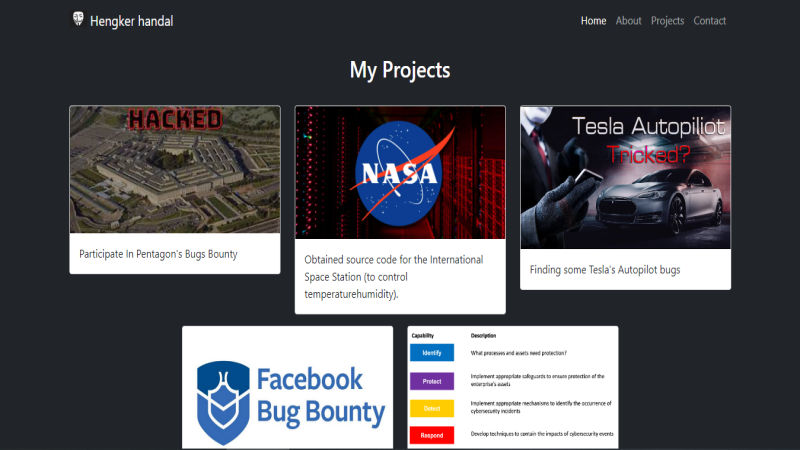 Hengker handal
Home About Projects Contact
My Projects
HACKED
Participate In Pentagon's Bugs Bounty
NASA
Obtained source code for the International
Space Station (to control
temperaturehumidity).
Tesla Autopiliot
Tricked?
Finding some Tesla's Autopilot bugs
Facebook
Bug Bounty
Capability Description
Identify What processes and assets need protection?
Protect Implement appropriate safguards to ensure protection of the
enterprise's assets
Detect Implement appropriate mechanisms to identify the occurrence of
cybersecurity incidents
Respond Develop techniques to contain the impacts of cybersecurity events